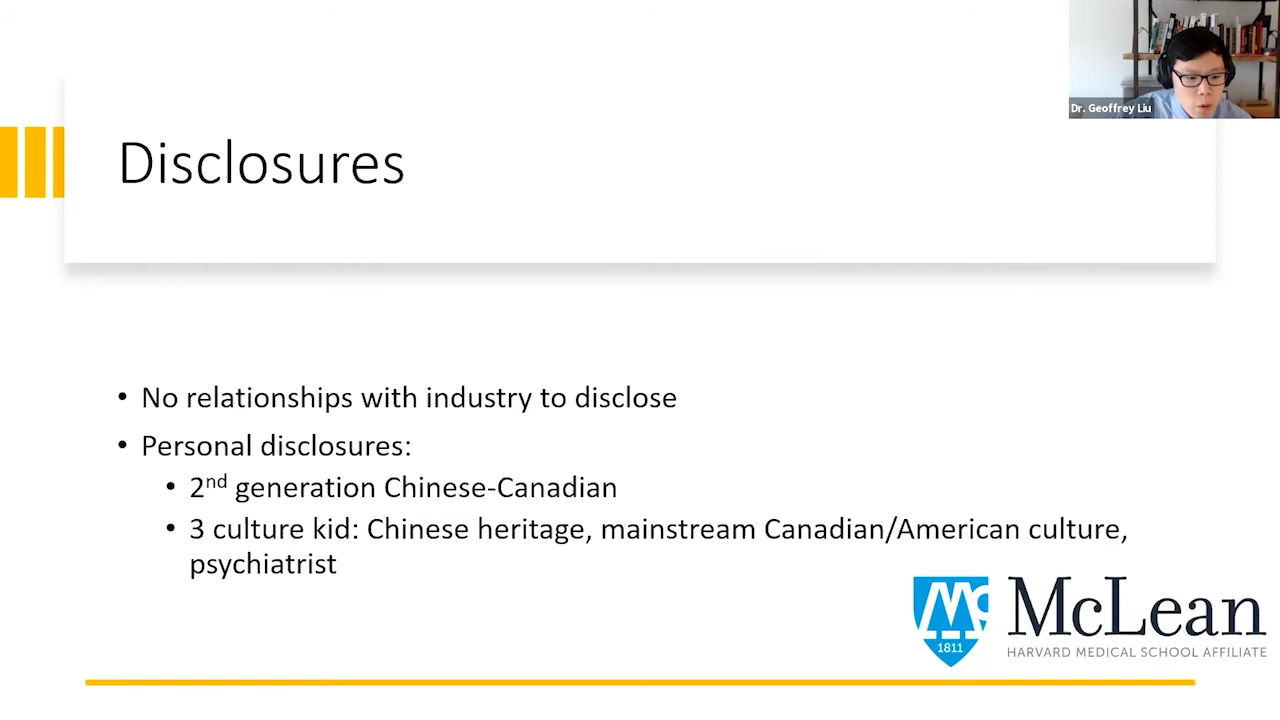 Dr. Geoffrey Liu
Disclosures
• No relationships with industry to disclose
• Personal disclosures:
• 2nd generation Chinese-Canadian
• 3 culture kid: Chinese heritage, mainstream Canadian/American culture,
psychiatrist
Mc
1811
McLean
HARVARD MEDICAL SCHOOL AFFILIATE